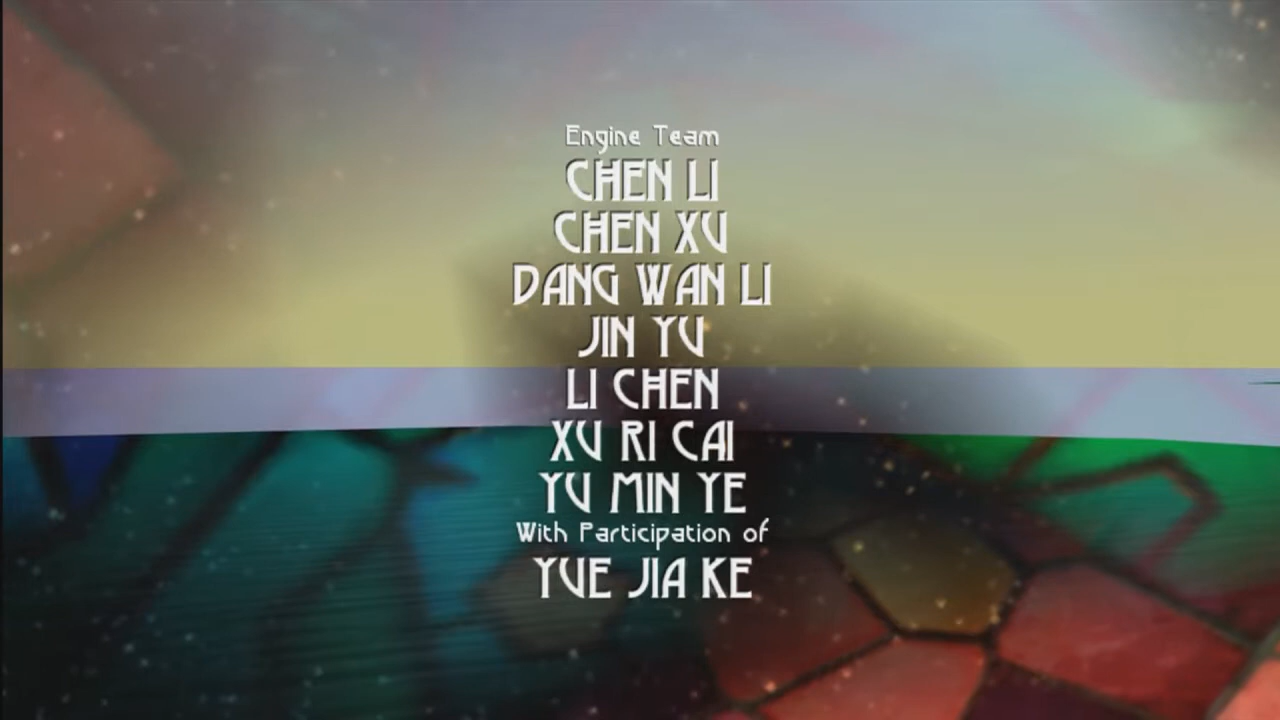 Engine Team
CHEN LI
CHEN XU
DANG WAN LI
JIN YU
LI CHEN
XU RI CAI
YU MIN YE
With Participation of
YUE JIA KE